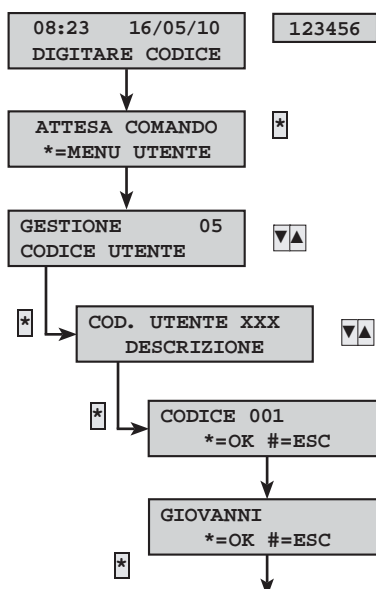 08:23 16/05/10
DIGITARE CODICE
123456
ATTESA COMANDO
*=MENU UTENTE
*
GESTIONE 05
CODICE UTENTE
▼▲
*
COD. UTENTE XXX
DESCRIZIONE
▼▲
*
CODICE 001
*=OK #=ESC
GIOVANNI
*=OK #=ESC
*